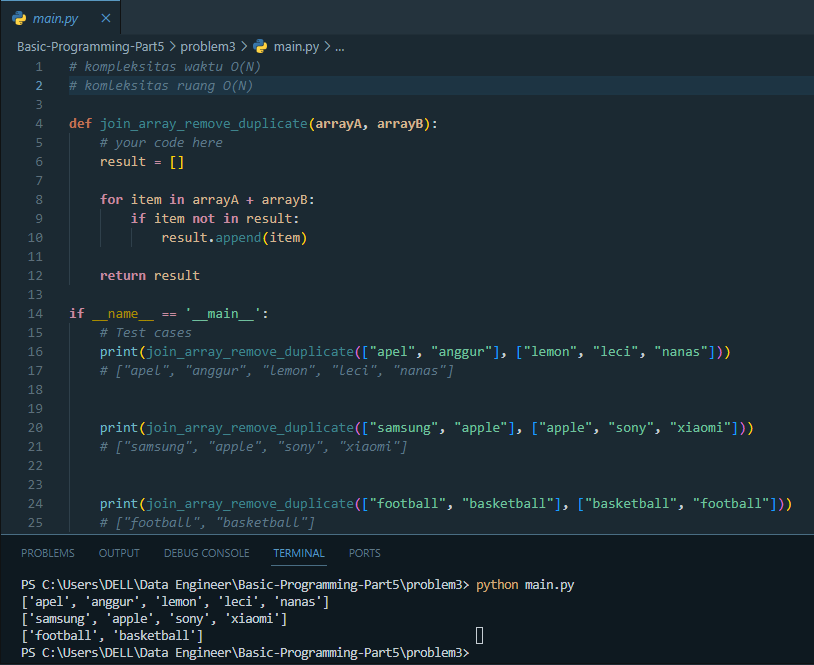 main.py ×
Basic-Programming-Part5 > problem3 > main.py > ...
1 # kompleksitas waktu O(N)
2 # komleksitas ruang O(N)
3
4 def join_array_remove_duplicate(arrayA, arrayB):
5     # your code here
6     result = []
7
8     for item in arrayA + arrayB:
9         if item not in result:
10             result.append(item)
11
12     return result
13
14 if __name__ == '__main__':
15     # Test cases
16     print(join_array_remove_duplicate(["apel", "anggur"], ["lemon", "leci", "nanas"]))
17     # ["apel", "anggur", "lemon", "leci", "nanas"]
18
19
20     print(join_array_remove_duplicate(["samsung", "apple"], ["apple", "sony", "xiaomi"]))
21     # ["samsung", "apple", "sony", "xiaomi"]
22
23
24     print(join_array_remove_duplicate(["football", "basketball"], ["basketball", "football"]))
25     # ["football", "basketball"]
PROBLEMS OUTPUT DEBUG CONSOLE TERMINAL PORTS
PS C:\Users\DELL\Data Engineer\Basic-Programming-Part5\problem3> python main.py
['apel', 'anggur', 'lemon', 'leci', 'nanas']
['samsung', 'apple', 'sony', 'xiaomi']
['football', 'basketball']
PS C:\Users\DELL\Data Engineer\Basic-Programming-Part5\problem3>